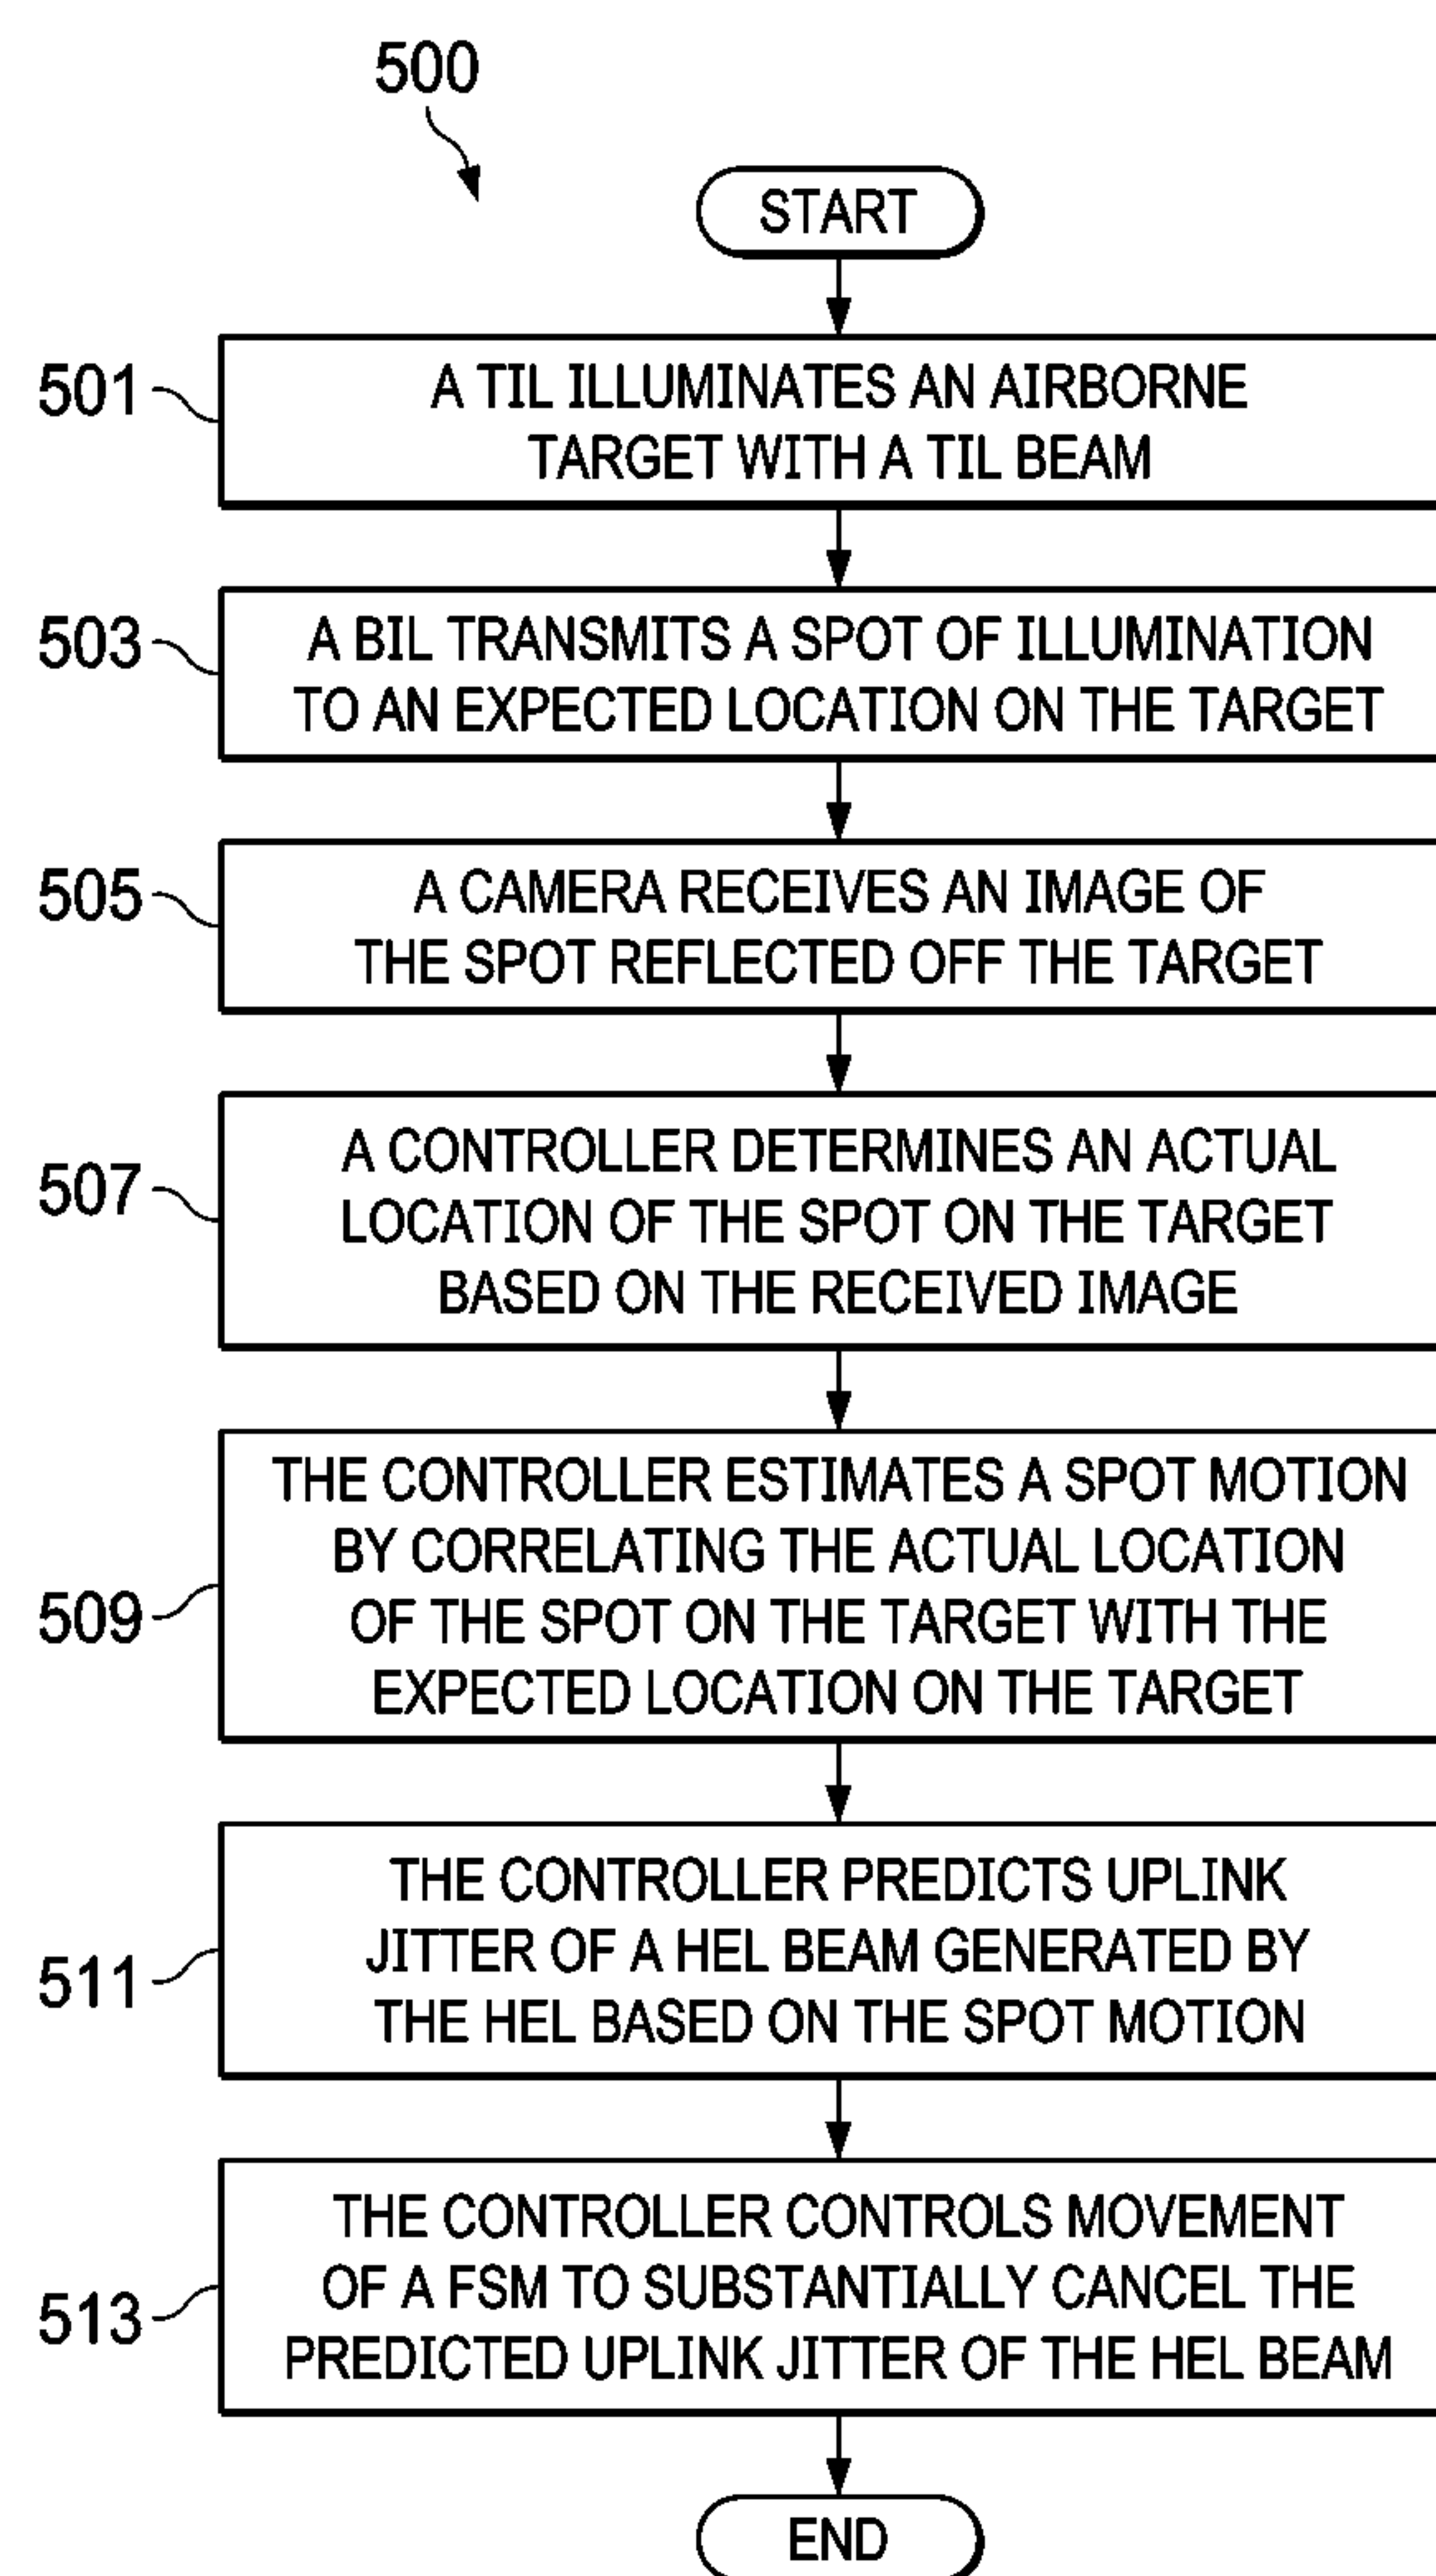 500
START
501
A TIL ILLUMINATES AN AIRBORNE
TARGET WITH A TIL BEAM
503
A BIL TRANSMITS A SPOT OF ILLUMINATION
TO AN EXPECTED LOCATION ON THE TARGET
505
A CAMERA RECEIVES AN IMAGE OF
THE SPOT REFLECTED OFF THE TARGET
507
A CONTROLLER DETERMINES AN ACTUAL
LOCATION OF THE SPOT ON THE TARGET
BASED ON THE RECEIVED IMAGE
509
THE CONTROLLER ESTIMATES A SPOT MOTION
BY CORRELATING THE ACTUAL LOCATION
OF THE SPOT ON THE TARGET WITH THE
EXPECTED LOCATION ON THE TARGET
511
THE CONTROLLER PREDICTS UPLINK
JITTER OF A HEL BEAM GENERATED BY
THE HEL BASED ON THE SPOT MOTION
513
THE CONTROLLER CONTROLS MOVEMENT
OF A FSM TO SUBSTANTIALLY CANCEL THE
PREDICTED UPLINK JITTER OF THE HEL BEAM
END